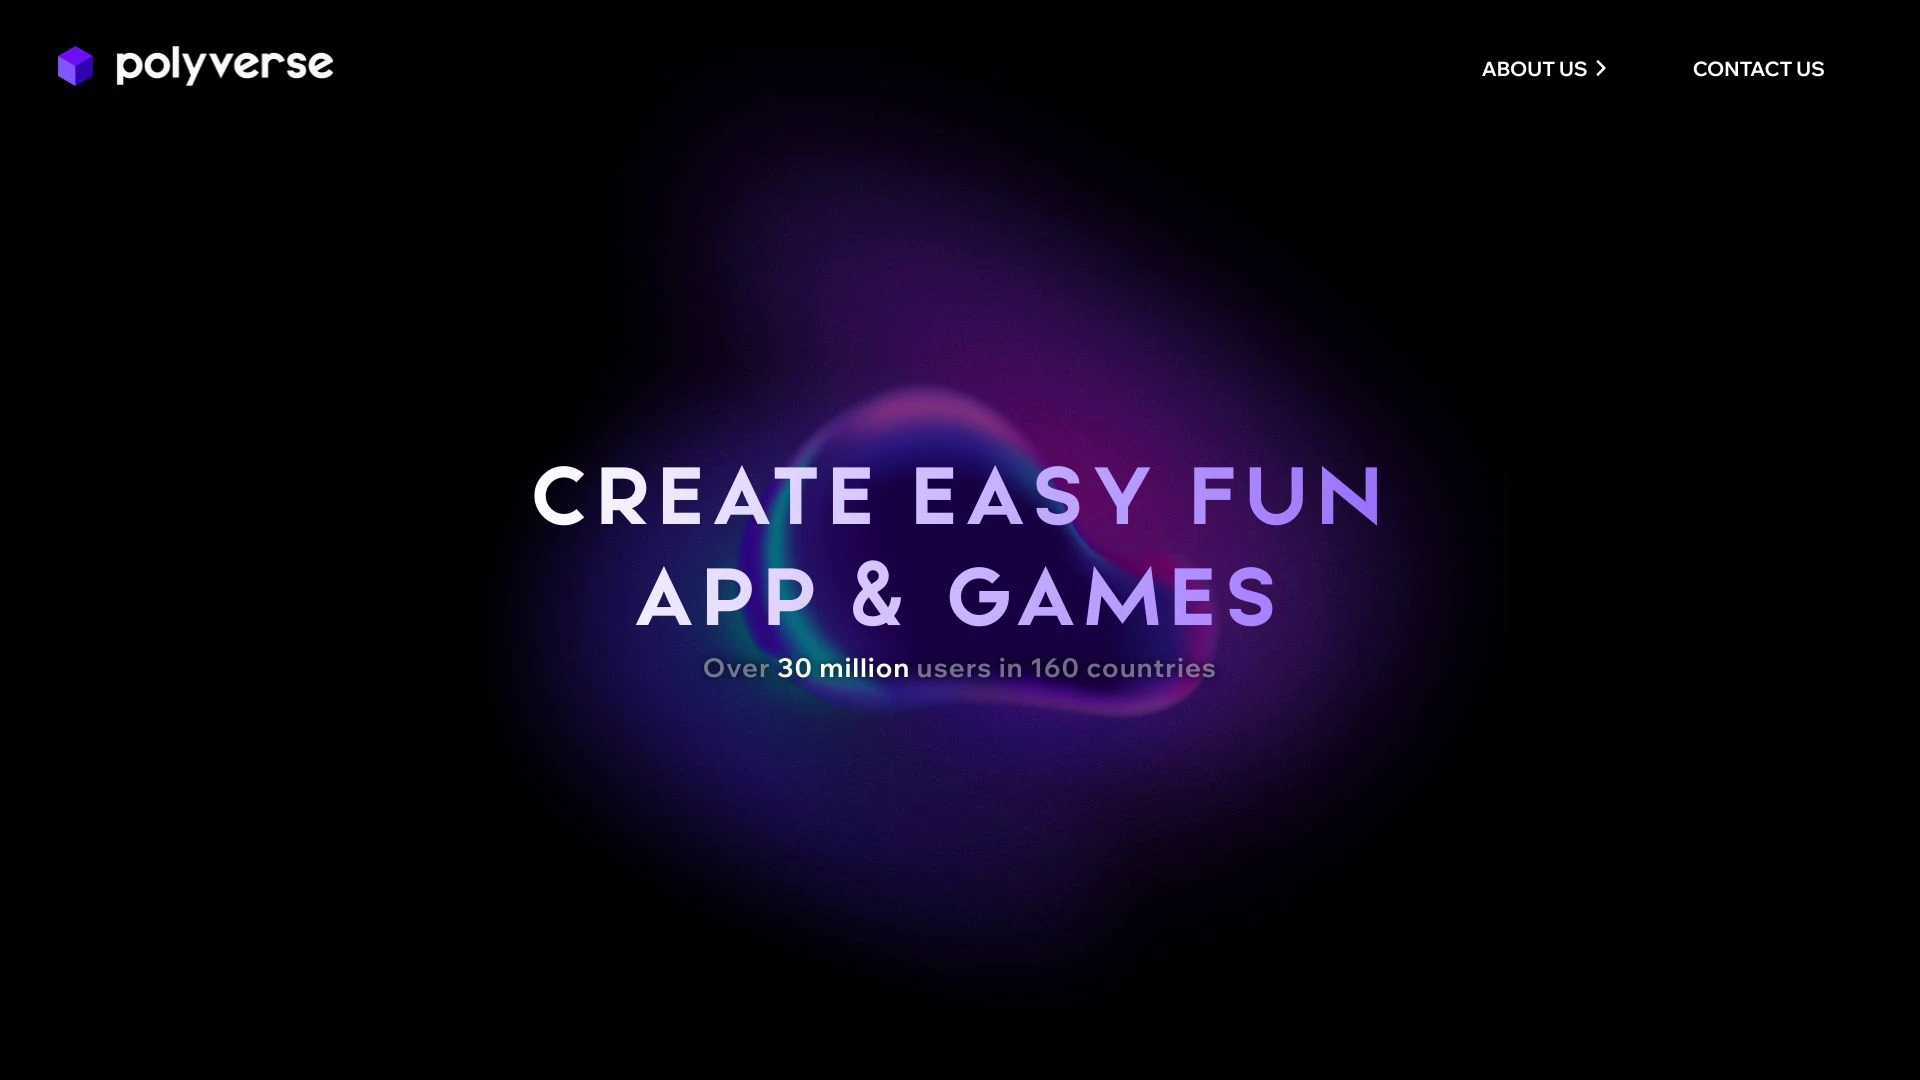 polyverse
ABOUT US
CONTACT US
CREATE EASY FUN
APP & GAMES
Over 30 million users in 160 countries